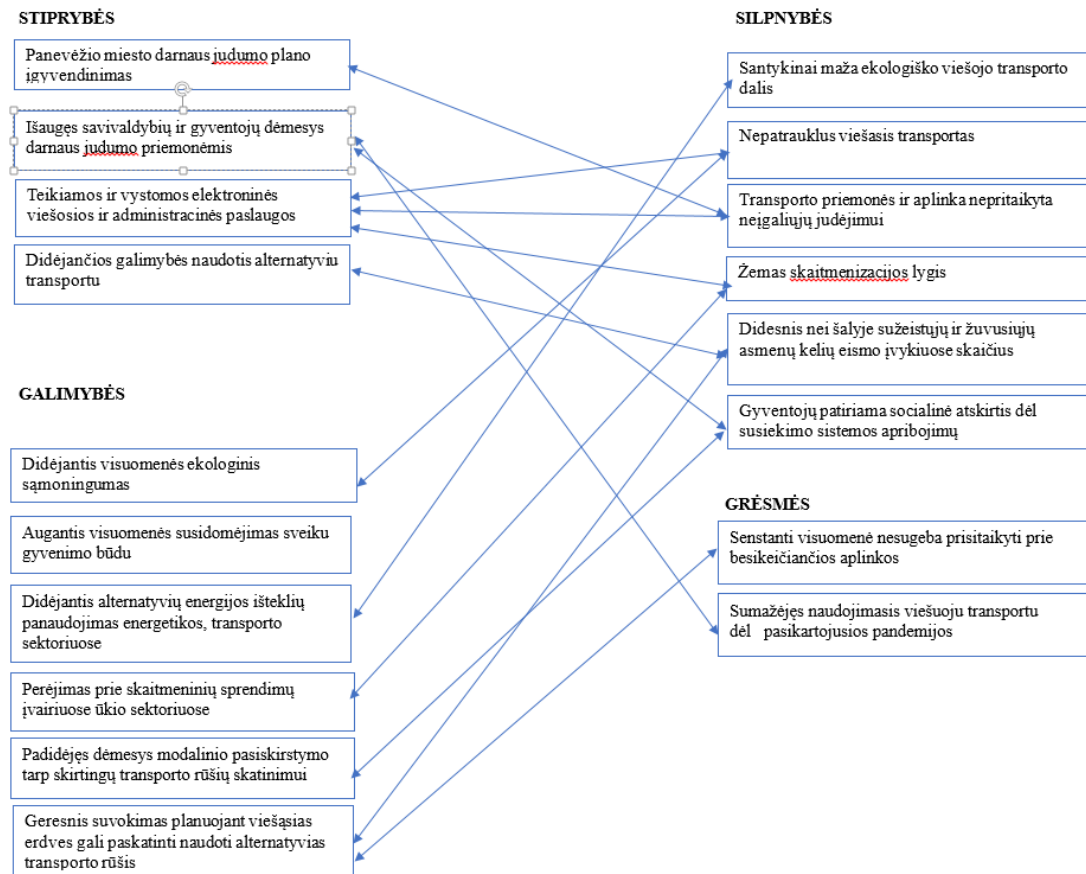 STIPRYBĖS
Panevėžio miesto darnaus judumo plano
įgyvendinimas
Išaugęs savivaldybių ir gyventojų dėmesys
darnaus judumo priemonėmis
Teikiamos ir vystomos elektroninės
viešosios ir administracinės paslaugos
Didėjančios galimybės naudotis alternatyviu
transportu
SILPNYBĖS
Santykinai maža ekologiško viešojo transporto
dalis
Nepatrauklus viešasis transportas
Transporto priemonės ir aplinka nepritaikyta
neįgaliųjų judėjimui
Žemas skaitmenizacijos lygis
Didesnis nei šalyje sužeistųjų ir žuvusiųjų
asmenų kelių eismo įvykiuose skaičius
Gyventojų patiriama socialinė atskirtis dėl
susiekimo sistemos apribojimų
GALIMYBĖS
Didėjantis visuomenės ekologinis
sąmoningumas
Augantis visuomenės susidomėjimas sveiku
gyvenimo būdu
Didėjantis alternatyvių energijos išteklių
panaudojimas energetikos, transporto
sektoriuose
Perėjimas prie skaitmeninių sprendimų
įvairiuose ūkio sektoriuose
Padidėjęs dėmesys modalinio pasiskirstymo
tarp skirtingų transporto rūšių skatinimui
Geresnis suvokimas planuojant viešąsias
erdves gali paskatinti naudoti alternatyvias
transporto rūšis
GRĖSMĖS
Senstanti visuomenė nesugeba prisitaikyti prie
besikeičiančios aplinkos
Sumažėjęs naudojimasis viešuoju transportu
dėl pasikartojusios pandemijos